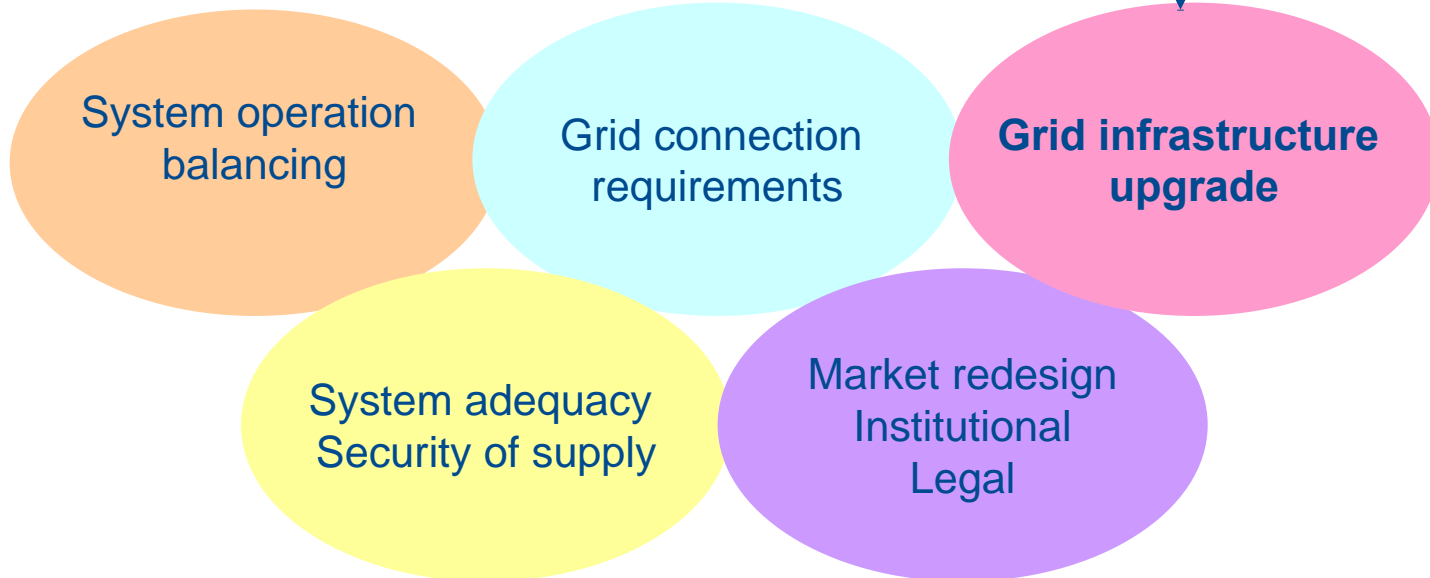 System operation
balancing
Grid connection
requirements
Grid infrastructure
upgrade
System adequacy
Security of supply
Market redesign
Institutional
Legal